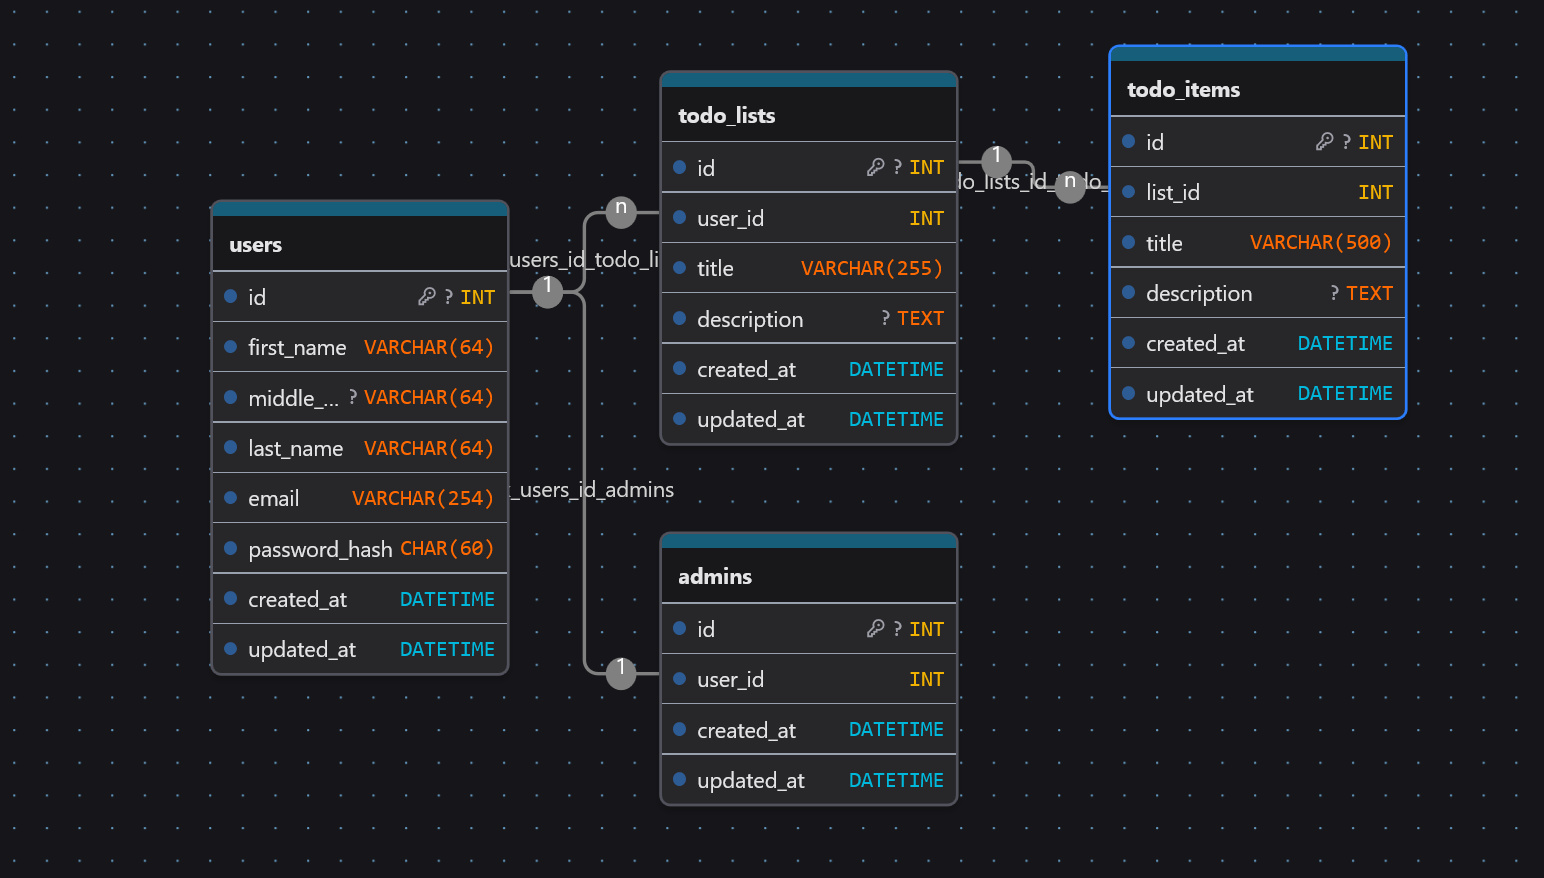 users
id ? INT
first_name VARCHAR(64)
middle_... ? VARCHAR(64)
last_name VARCHAR(64)
email VARCHAR(254)
password_hash CHAR(60)
created_at DATETIME
updated_at DATETIME
1
n
users_id_todo_li
_users_id_admins
1
todo_lists
id ? INT
user_id INT
title VARCHAR(255)
description ? TEXT
created_at DATETIME
updated_at DATETIME
1
n
do_lists_id_todo_
todo_items
id ? INT
list_id INT
title VARCHAR(500)
description ? TEXT
created_at DATETIME
updated_at DATETIME
admins
id ? INT
user_id INT
created_at DATETIME
updated_at DATETIME